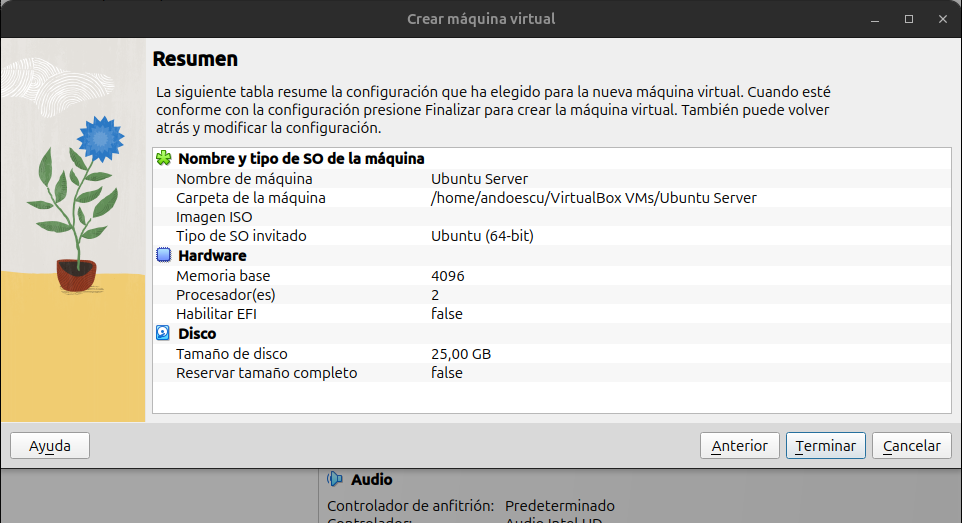 Crear máquina virtual
Resumen
La siguiente tabla resume la configuración que ha elegido para la nueva máquina virtual. Cuando esté
conforme con la configuración presione Finalizar para crear la máquina virtual. También puede volver
atrás y modificar la configuración.
Nombre y tipo de SO de la máquina
Nombre de máquina Ubuntu Server
Carpeta de la máquina /home/andoescu/VirtualBox VMs/Ubuntu Server
Imagen ISO
Tipo de SO invitado Ubuntu (64-bit)
Hardware
Memoria base 4096
Procesador(es) 2
Habilitar EFI false
Disco
Tamaño de disco 25,00 GB
Reservar tamaño completo false
Ayuda Anterior Terminar Cancelar
Audio
Controlador de anfitrión: Predeterminado
Controlador: Audio Intel HD